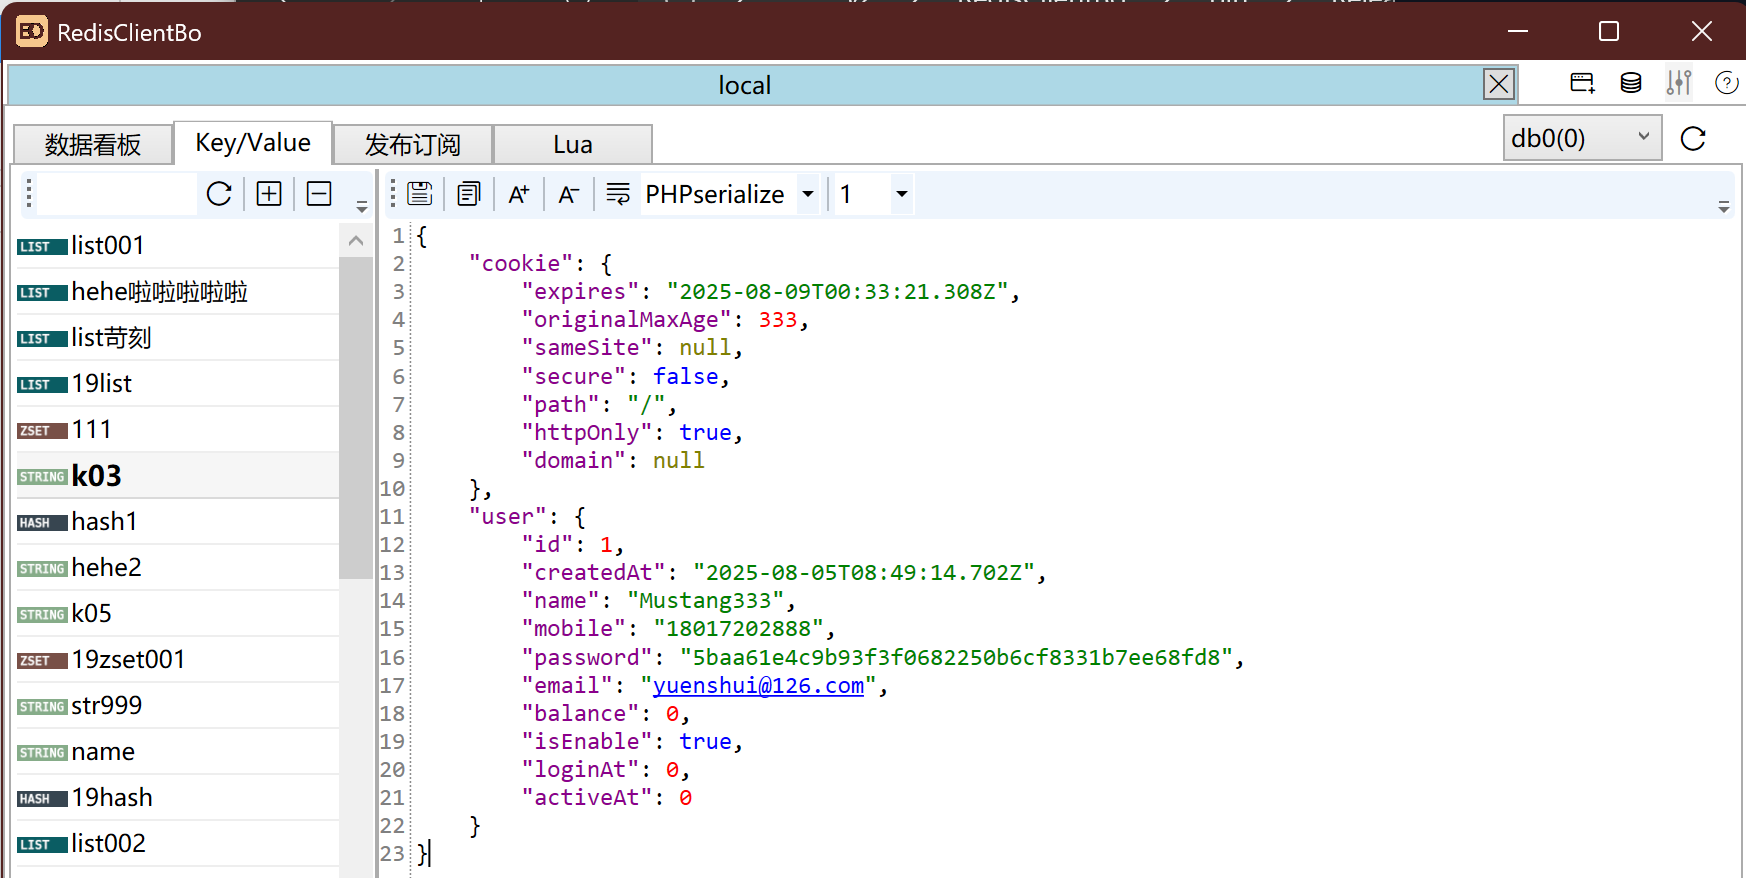 RedisClientBo
local
数据看板 Key/Value 发布订阅 Lua db0(0)
PHPserialize 1
LIST list001
LIST hehe啦啦啦啦啦
LIST list苛刻
LIST 19list
ZSET 111
STRING k03
HASH hash1
STRING hehe2
STRING k05
ZSET 19zset001
STRING str999
STRING name
HASH 19hash
LIST list002
1 {
2 "cookie": {
3 "expires": "2025-08-09T00:33:21.308Z",
4 "originalMaxAge": 333,
5 "sameSite": null,
6 "secure": false,
7 "path": "/",
8 "httpOnly": true,
9 "domain": null
10 },
11 "user": {
12 "id": 1,
13 "createdAt": "2025-08-05T08:49:14.702Z",
14 "name": "Mustang333",
15 "mobile": "18017202888",
16 "password": "5baa61e4c9b93f3f0682250b6cf8331b7ee68fd8",
17 "email": "yuenshui@126.com",
18 "balance": 0,
19 "isEnable": true,
20 "loginAt": 0,
21 "activeAt": 0
22 }
23 }